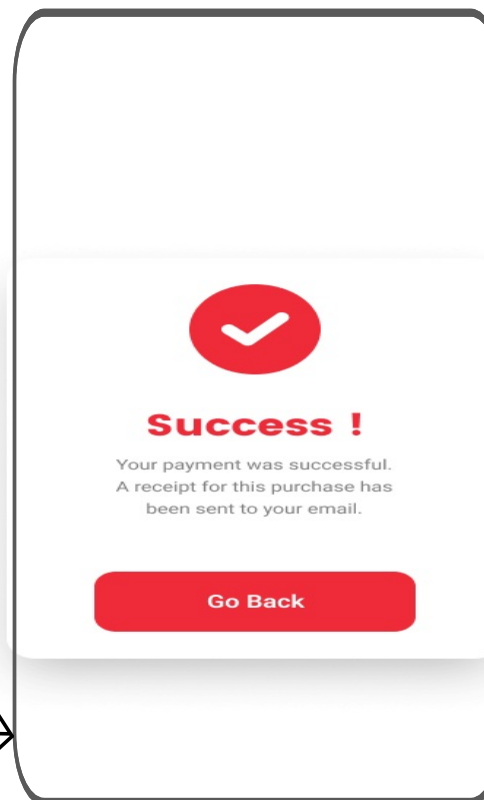 Success !
Your payment was successful.
A receipt for this purchase has
been sent to your email.
Go Back